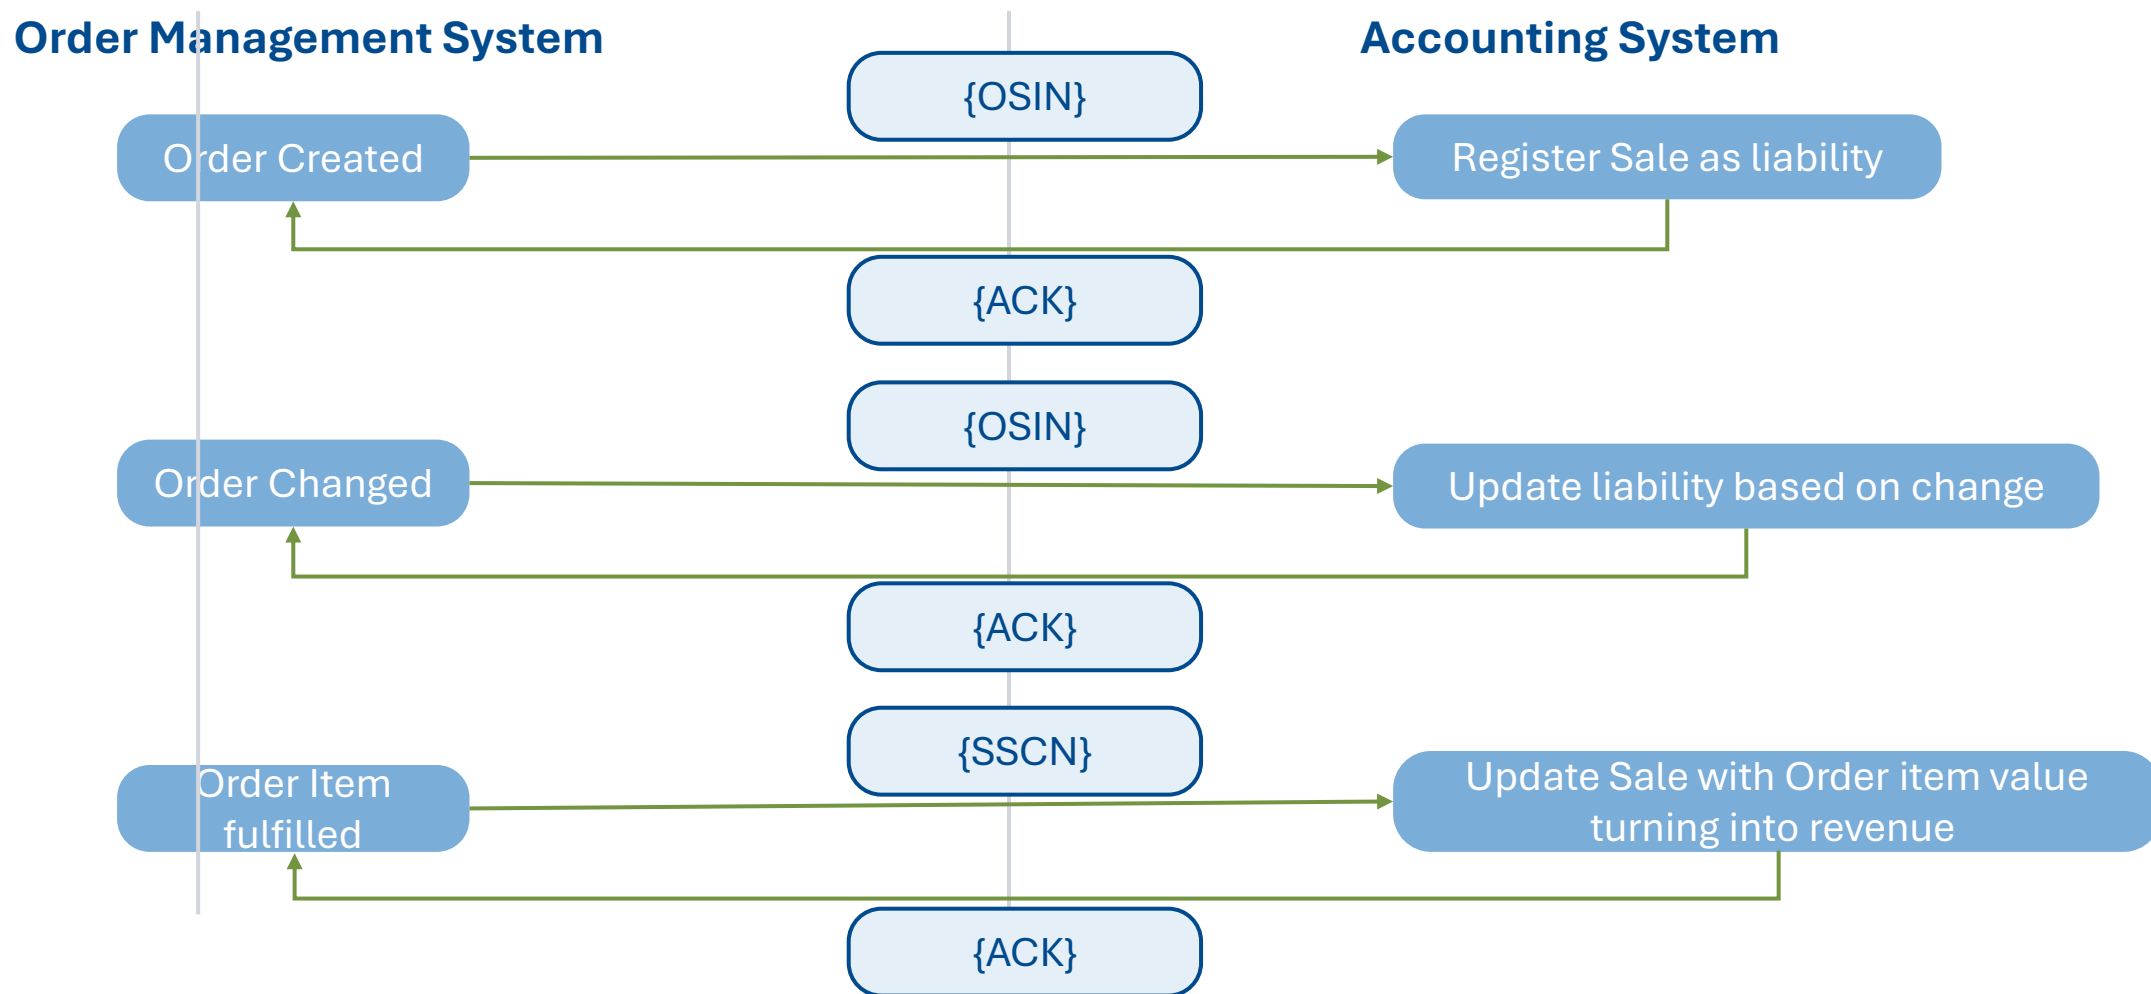 Order Management System
Accounting System
{OSIN}
Order Created
Register Sale as liability
{ACK}
{OSIN}
Order Changed
Update liability based on change
{ACK}
{SSCN}
Order Item
fulfilled
Update Sale with Order item value
turning into revenue
{ACK}